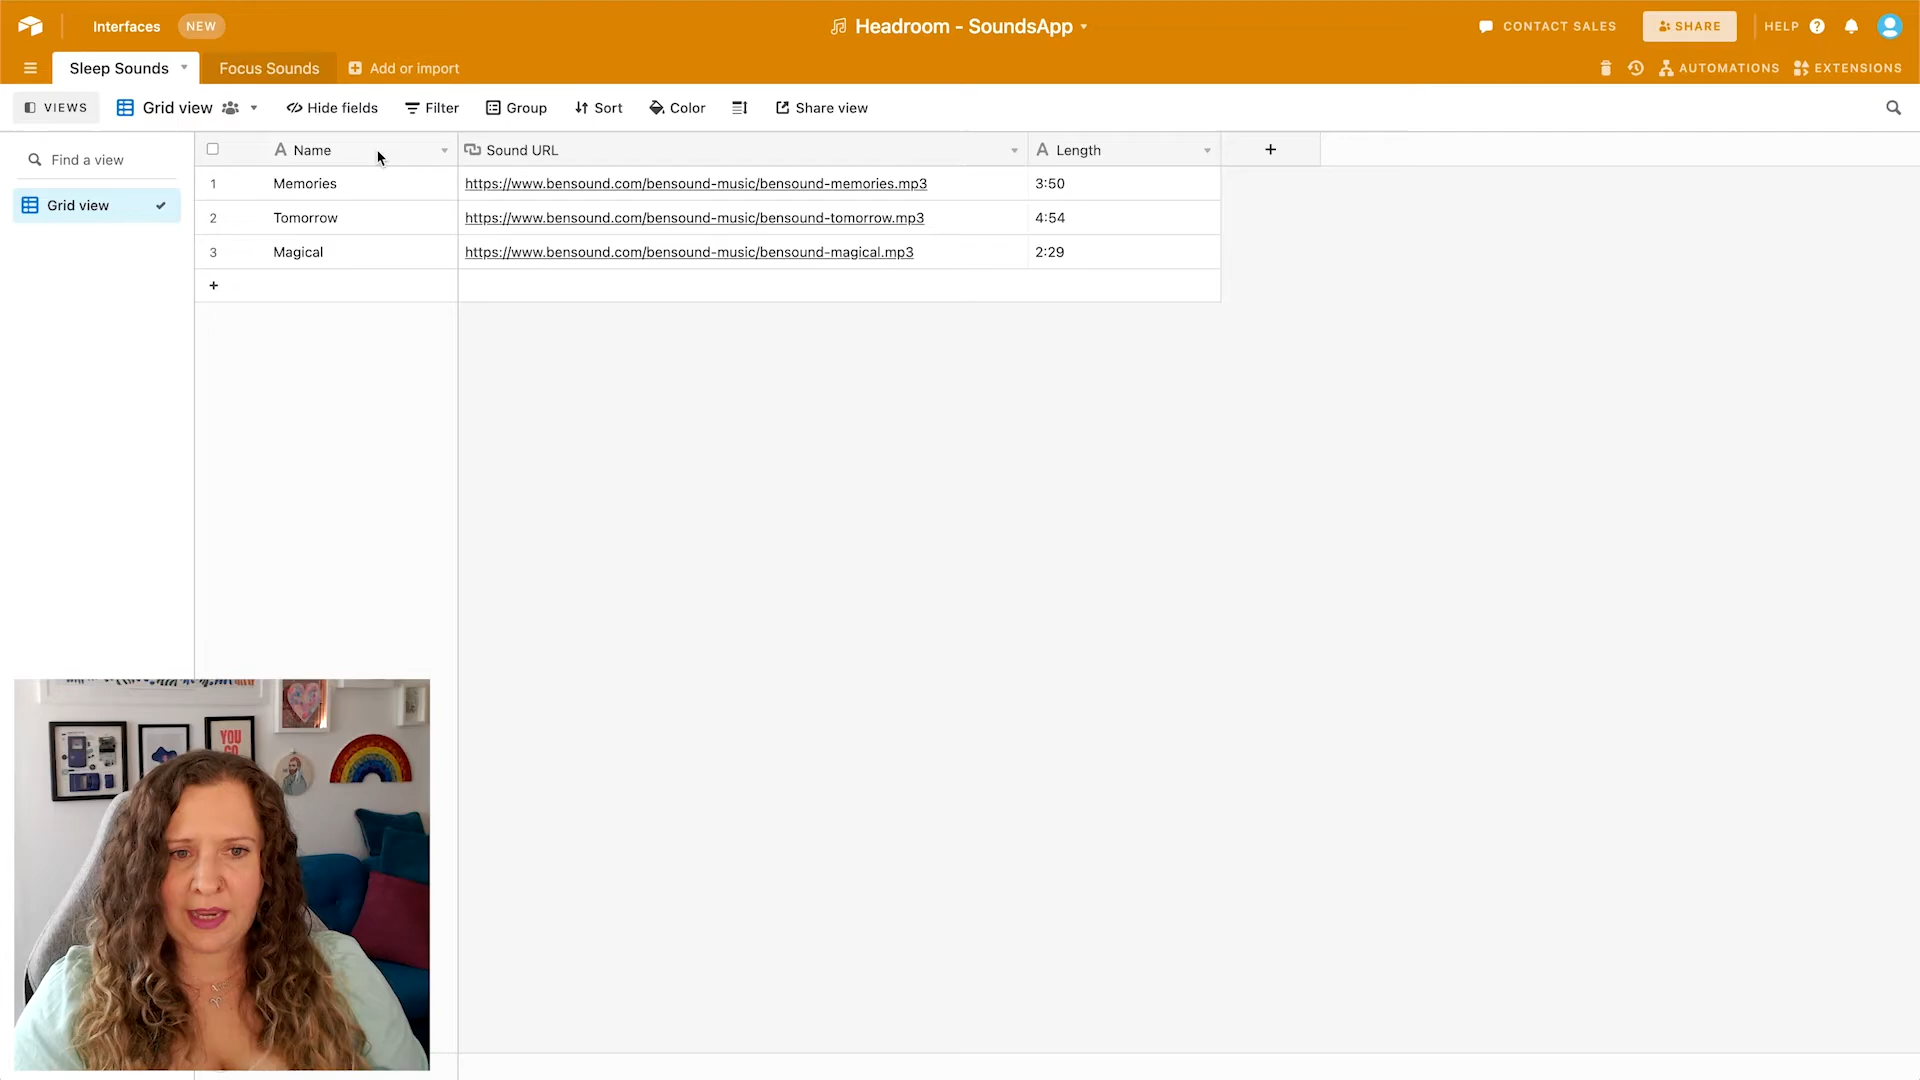 Interfaces NEW Headroom - SoundsApp CONTACT SALES SHARE HELP ?
Sleep Sounds Focus Sounds Add or import AUTOMATIONS EXTENSIONS
VIEWS Grid view Hide fields Filter Group Sort Color Share view
Find a view
Grid view
A Name Sound URL A Length +
1 Memories https://www.bensound.com/bensound-music/bensound-memories.mp3 3:50
2 Tomorrow https://www.bensound.com/bensound-music/bensound-tomorrow.mp3 4:54
3 Magical https://www.bensound.com/bensound-music/bensound-magical.mp3 2:29
+
YOU
GO